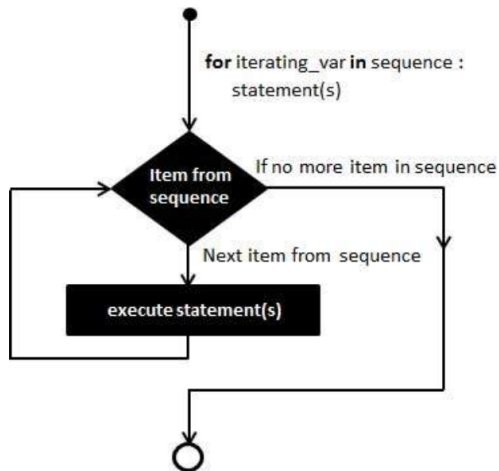 for iterating_var in sequence :
statement(s)
If no more item in sequence
Item from
sequence
Next item from sequence
execute statement(s)